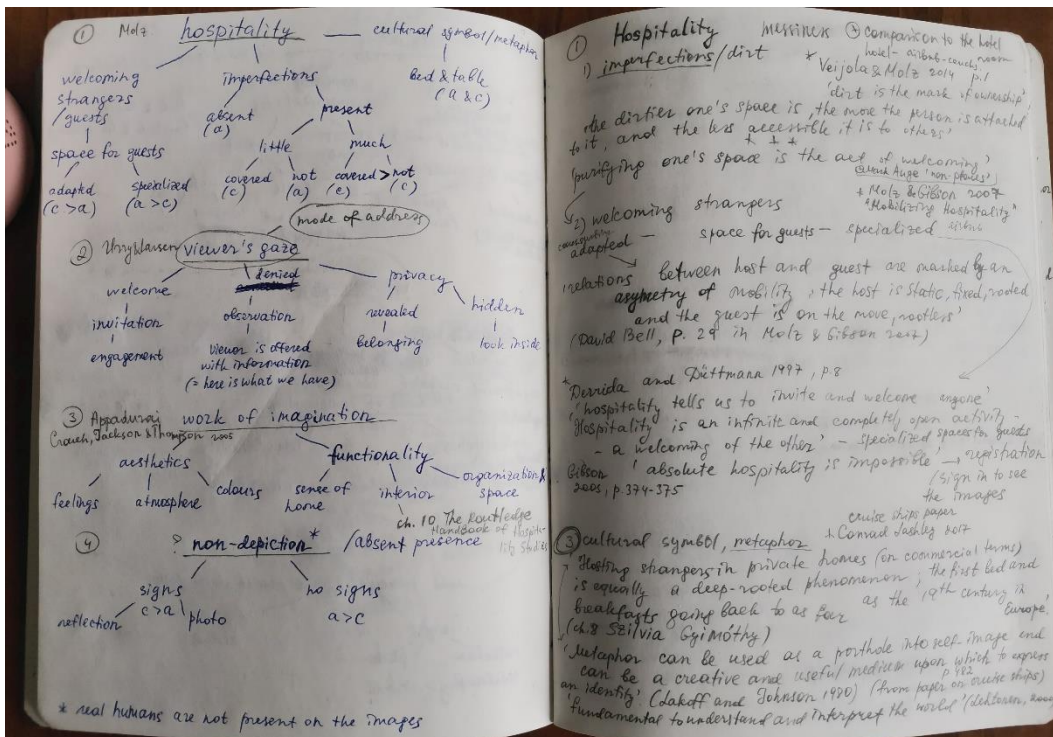 ① Molz hospitality — cultural symbol/metaphor
welcoming imperfections bed & table
strangers (a & c)
/guests absent present
(a)
space for guests little much
adapted specialized covered not covered > not
(c > a) (a > c) (c) (a) (c) (c)
mode of address
② Urry & Larsen viewer's gaze
denied privacy
welcome revealed hidden
invitation observation
engagement viewer is offered belonging look inside
with information
(= here is what we have)
③ Appadurai work of imagination
Crouch, Jackson & Thompson 2005
aesthetics functionality
feelings atmosphere colours sense of interior organization &
home space
ch. 10 The Routledge
Handbook of Hospita-
lity Studies
④ ? non-depiction* / absent presence
signs no signs
c > a a > c
reflection photo
* real humans are not present on the images
① Hospitality ④ comparison to the hotel
hotel – airbnb – couch, room
1) imperfections/dirt * Veijola & Molz 2014 p. 1
'dirt is the mark of ownership',
'the dirtier one's space is, the more the person is attached
to it, and the less accessible it is to others'
+ + +
'purifying one's space is the act of welcoming'
Augé 'non-places'
+ Molz & Gibson 2007
"Mobilizing Hospitality"
2) welcoming strangers
couchsurfing airbnb
adapted — space for guests — specialized
'relations between host and guest are marked by an
asymetry of mobility; the host is static, fixed, rooted
and the guest is on the move, rootless'
(David Bell, p. 29 in Molz & Gibson 2007)
* Derrida and Düttmann 1997, p. 8
'hospitality tells us to invite and welcome anyone'
'Hospitality is an infinite and completely open activity –
– a welcoming of the other' – specialized spaces for guests
Gibson 'absolute hospitality is impossible' → registration
2003, p. 374-375 /sign in to see
the images
cruise ships paper
+ Conrad 2017
③ cultural symbol, metaphor
'Hosting strangers in private homes (on commercial terms)
is equally a deep-rooted phenomenon; the first bed and
breakfasts going back to as far as the 19th century in
Europe'.
(ch. 8 Szilvia Gyimóthy)
'Metaphor can be used as a porthole into self-image and
can be a creative and useful medium upon which to express
p. 482
an identity'. (Lakoff and Johnson 1980) (from paper on cruise ships)
'fundamental to understand and interpret the world'